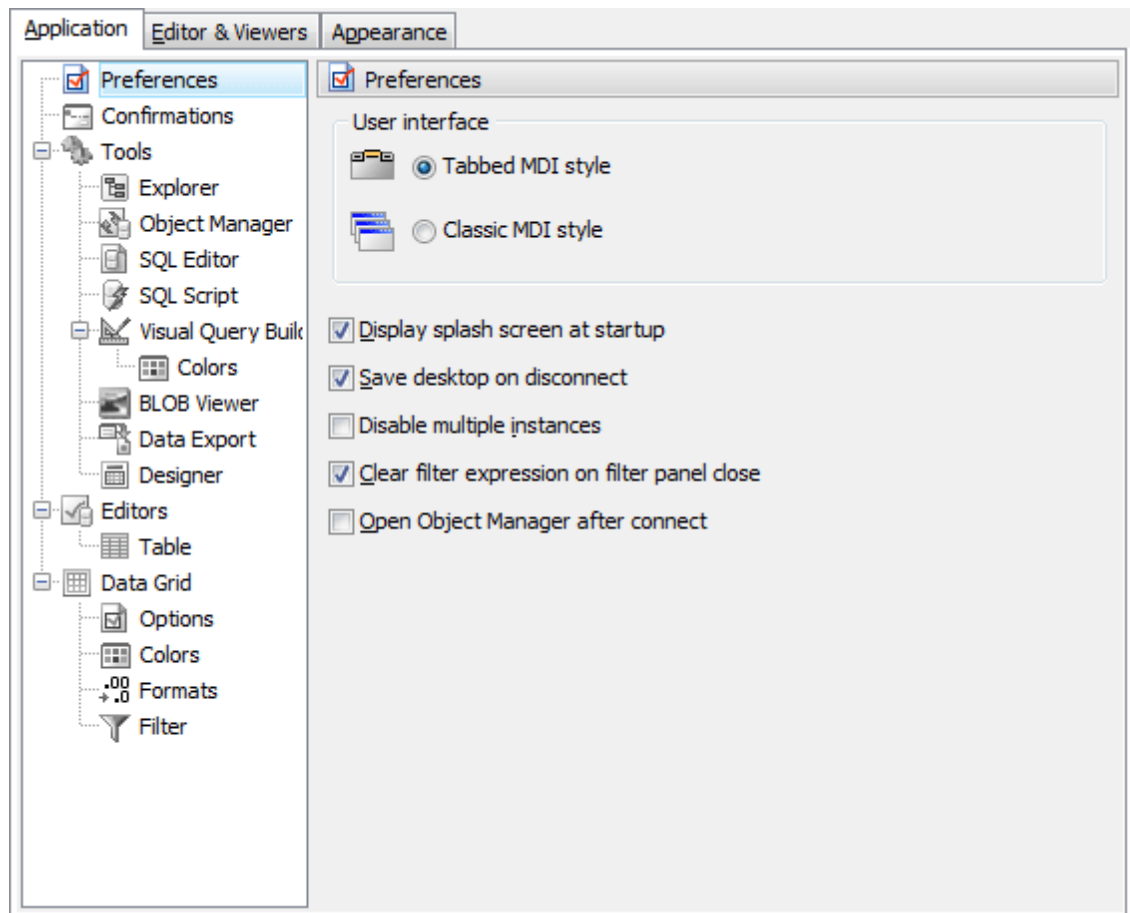 Application
Editor & Viewers
Appearance
Preferences
Confirmations
Tools
Explorer
Object Manager
SQL Editor
SQL Script
Visual Query Builc
Colors
BLOB Viewer
Data Export
Designer
Editors
Table
Data Grid
Options
Colors
Formats
Filter
Preferences
User interface
Tabbed MDI style
Classic MDI style
Display splash screen at startup
Save desktop on disconnect
Disable multiple instances
Clear filter expression on filter panel close
Open Object Manager after connect